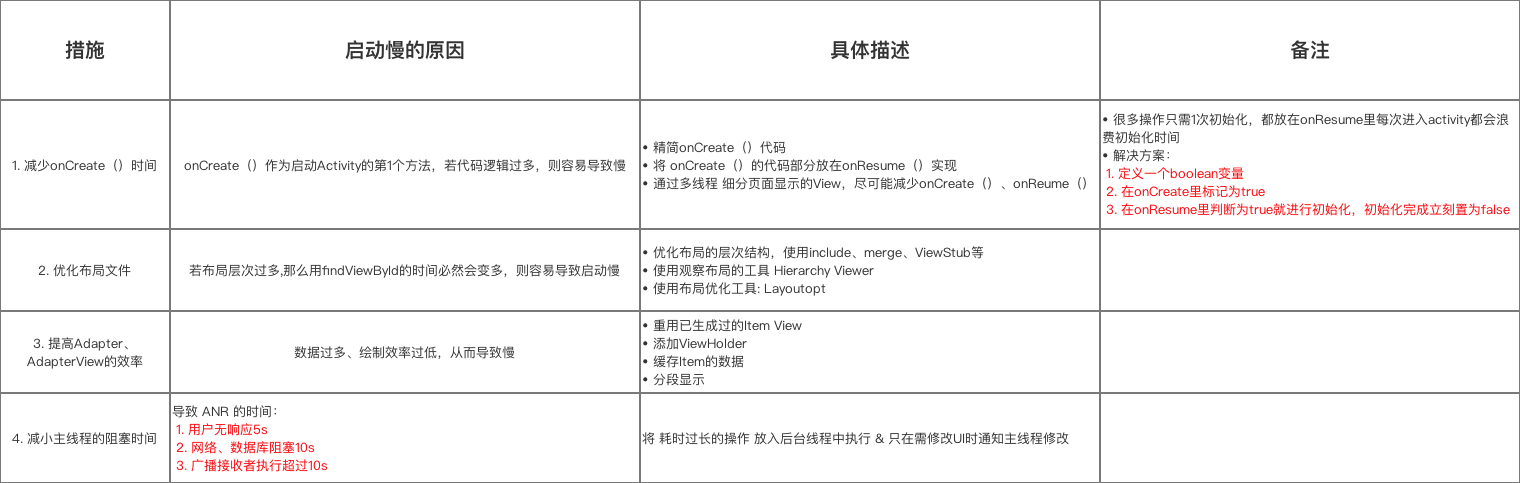 措施
启动慢的原因
具体描述
备注
1. 减少onCreate（）时间
onCreate（）作为启动Activity的第1个方法，若代码逻辑过多，则容易导致慢
• 精简onCreate（）代码
• 将 onCreate（）的代码部分放在onResume（）实现
• 通过多线程 细分页面显示的View，尽可能减少onCreate（）、onReume（）
• 很多操作只需1次初始化，都放在onResume里每次进入activity都会浪
费初始化时间
• 解决方案：
1. 定义一个boolean变量
2. 在onCreate里标记为true
3. 在onResume里判断为true就进行初始化，初始化完成立刻置为false
2. 优化布局文件
若布局层次过多,那么用findViewById的时间必然会变多，则容易导致启动慢
• 优化布局的层次结构，使用include、merge、ViewStub等
• 使用观察布局的工具 Hierarchy Viewer
• 使用布局优化工具: Layoutopt
3. 提高Adapter、
AdapterView的效率
数据过多、绘制效率过低，从而导致慢
• 重用已生成过的Item View
• 添加ViewHolder
• 缓存Item的数据
• 分段显示
4. 减小主线程的阻塞时间
导致 ANR 的时间：
1. 用户无响应5s
2. 网络、数据库阻塞10s
3. 广播接收者执行超过10s
将 耗时过长的操作 放入后台线程中执行 & 只在需修改UI时通知主线程修改